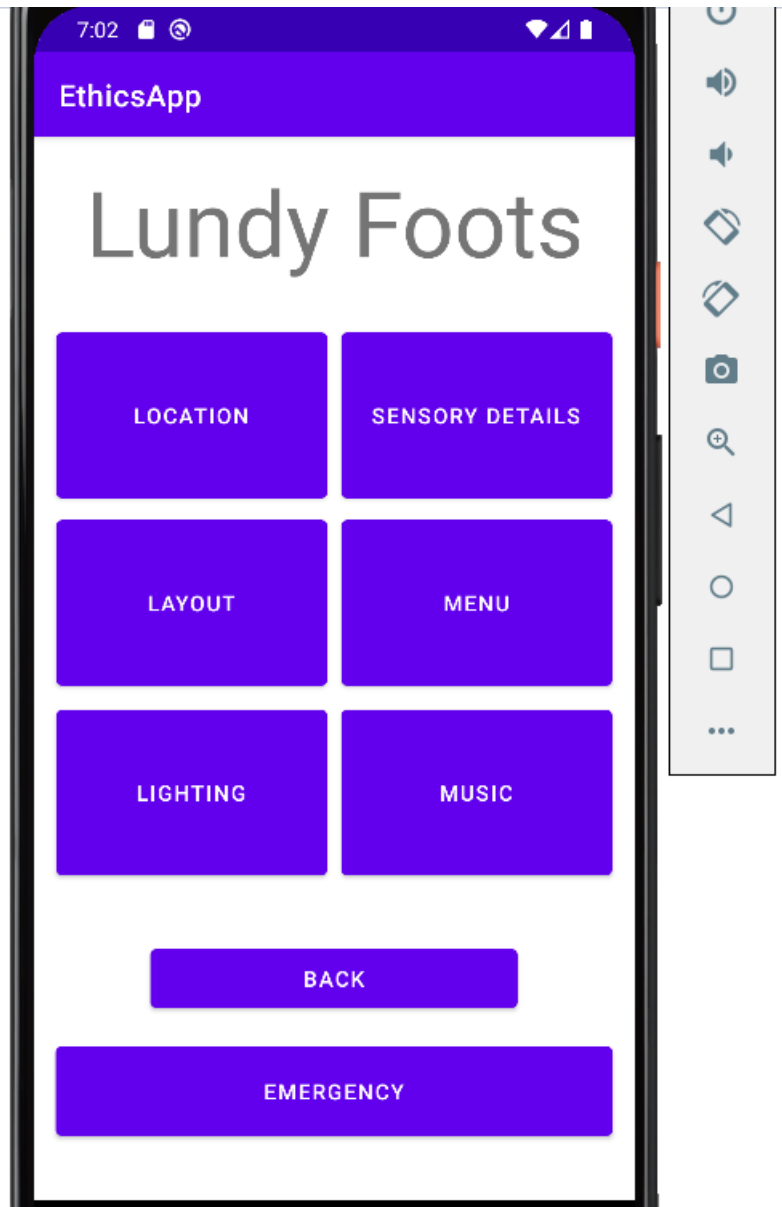 7:02
EthicsApp
Lundy Foots
LOCATION
SENSORY DETAILS
LAYOUT
MENU
LIGHTING
MUSIC
BACK
EMERGENCY